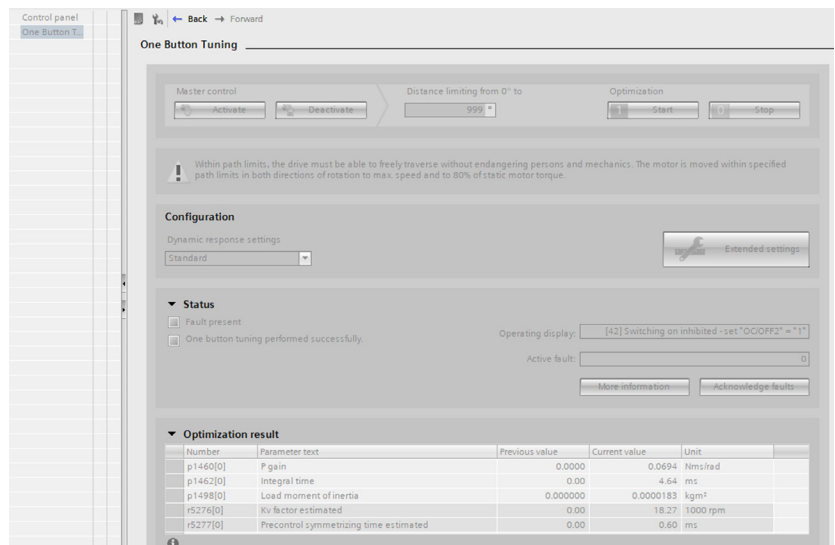 Control panel
One Button T...
Back
Forward
One Button Tuning
Master control
Distance limiting from 0° to
Optimization
Activate
Deactivate
999 °
1 Start
0 Stop
Within path limits, the drive must be able to freely traverse without endangering persons and mechanics. The motor is moved within specified
path limits in both directions of rotation to max. speed and to 80% of static motor torque.
Configuration
Dynamic response settings
Standard
Extended settings
Status
Fault present
One button tuning performed successfully.
Operating display: [42] Switching on inhibited - set "OC/OFF2" = "1"
Active fault: 0
More information
Acknowledge faults
Optimization result
Number Parameter text Previous value Current value Unit
p1460[0] P gain 0.0000 0.0694 Nms/rad
p1462[0] Integral time 0.00 4.64 ms
p1498[0] Load moment of inertia 0.000000 0.0000183 kgm²
r5276[0] Kv factor estimated 0.00 18.27 1000 rpm
r5277[0] Precontrol symmetrizing time estimated 0.00 0.60 ms